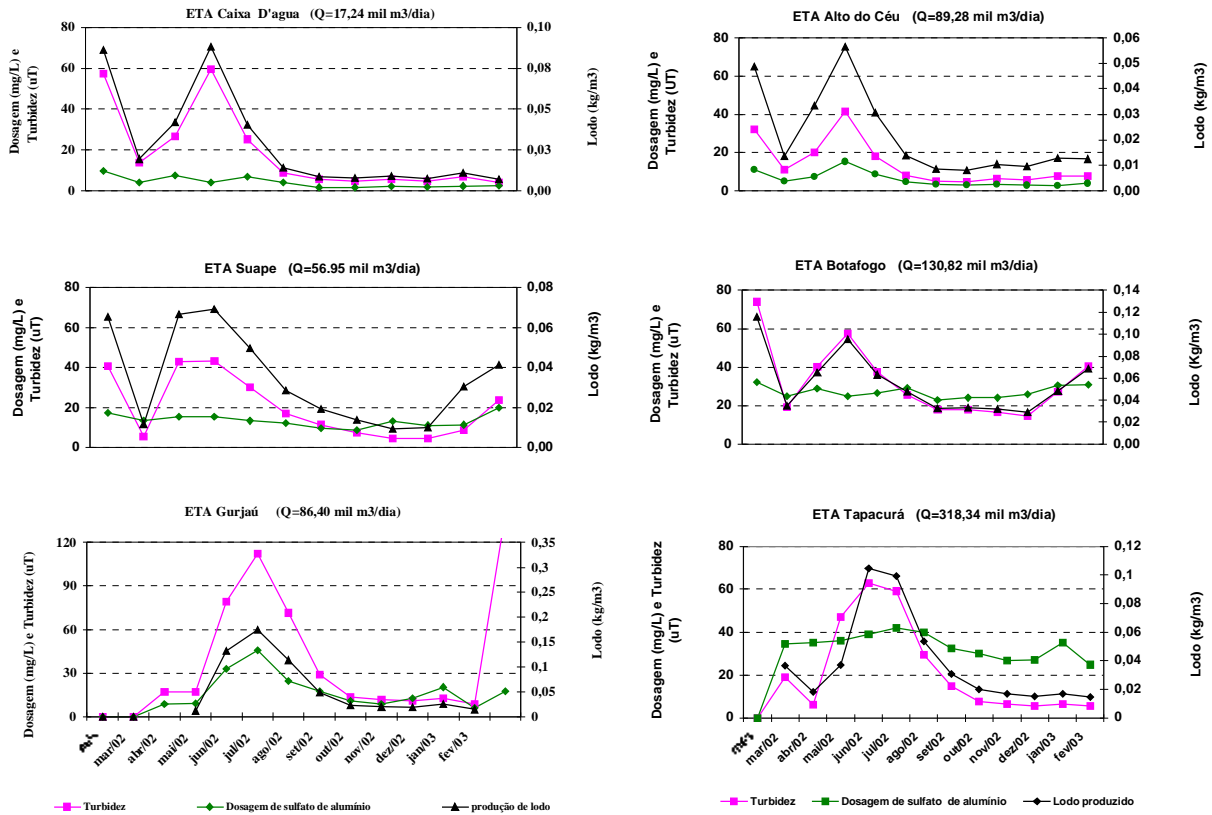 ETA Caixa D'agua (Q=17,24 mil m3/dia)
Dosagem (mg/L) e
Turbidez (uT)
80
60
40
20
0
0,10
0,08
0,05
0,03
0,00
Lodo (kg/m3)
ETA Alto do Céu (Q=89,28 mil m3/dia)
Dosagem (mg/L) e
Turbidez (UT)
80
60
40
20
0
0,06
0,05
0,04
0,03
0,02
0,01
0,00
Lodo (kg/m3)
ETA Suape (Q=56.95 mil m3/dia)
Dosagem (mg/L) e
Turbidez (uT)
80
60
40
20
0
0,08
0,06
0,04
0,02
0,00
Lodo (kg/m3)
ETA Botafogo (Q=130,82 mil m3/dia)
Dosagem (mg/L) e
Turbidez (uT)
80
60
40
20
0
0,14
0,12
0,10
0,08
0,06
0,04
0,02
0,00
Lodo (Kg/m3)
ETA Gurjaú (Q=86,40 mil m3/dia)
Dosagem (mg/L) e Turbidez (uT)
120
90
60
30
0
0,35
0,3
0,25
0,2
0,15
0,1
0,05
0
Lodo (kg/m3)
mar/02
abr/02
mai/02
jun/02
jul/02
ago/02
set/02
out/02
nov/02
dez/02
jan/03
fev/03
ETA Tapacurá (Q=318,34 mil m3/dia)
Dosagem (mg/L) e Turbidez
(uT)
80
60
40
20
0
0,12
0,1
0,08
0,06
0,04
0,02
0
Lodo (kg/m3)
mar/02
abr/02
mai/02
jun/02
jul/02
ago/02
set/02
out/02
nov/02
dez/02
jan/03
fev/03
Turbidez
Dosagem de sulfato de alumínio
produção de lodo
Turbidez
Dosagem de sulfato de alumínio
Lodo produzido